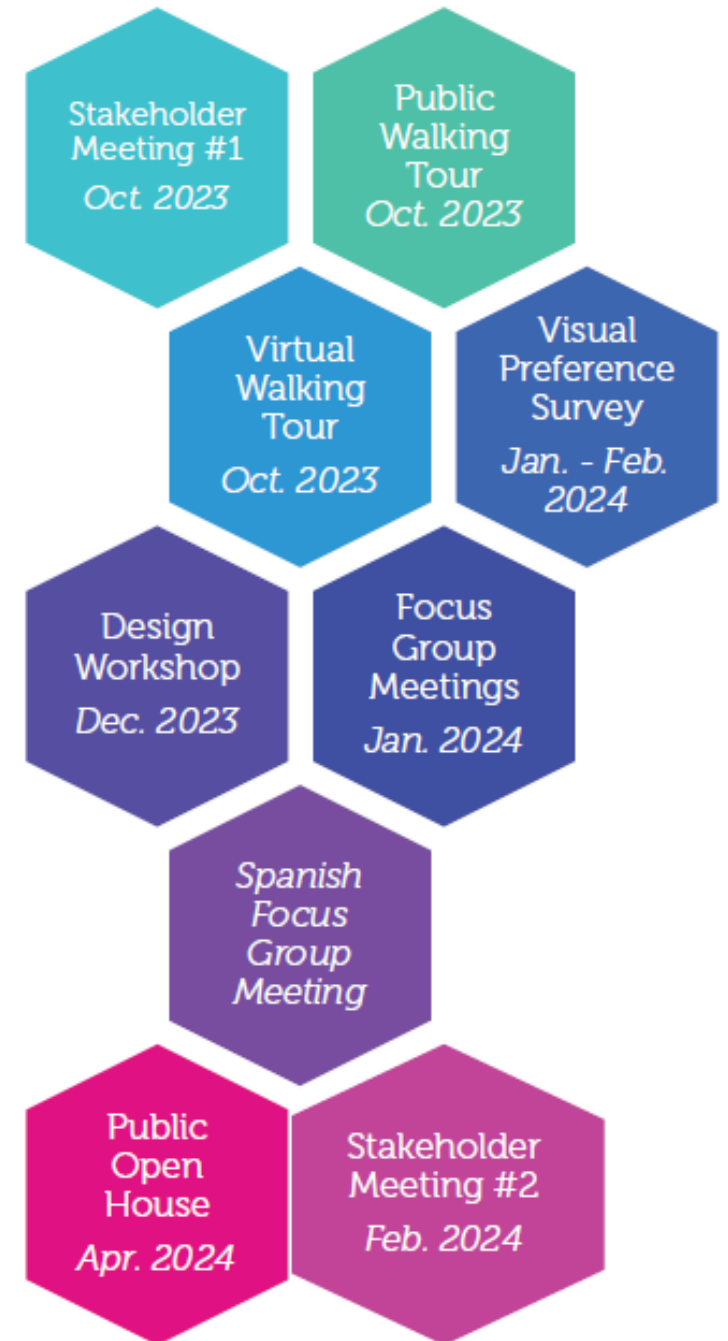 Stakeholder
Meeting #1
Oct. 2023
Public
Walking
Tour
Oct. 2023
Virtual
Walking
Tour
Oct. 2023
Visual
Preference
Survey
Jan. - Feb.
2024
Design
Workshop
Dec. 2023
Focus
Group
Meetings
Jan. 2024
Spanish
Focus
Group
Meeting
Public
Open
House
Apr. 2024
Stakeholder
Meeting #2
Feb. 2024